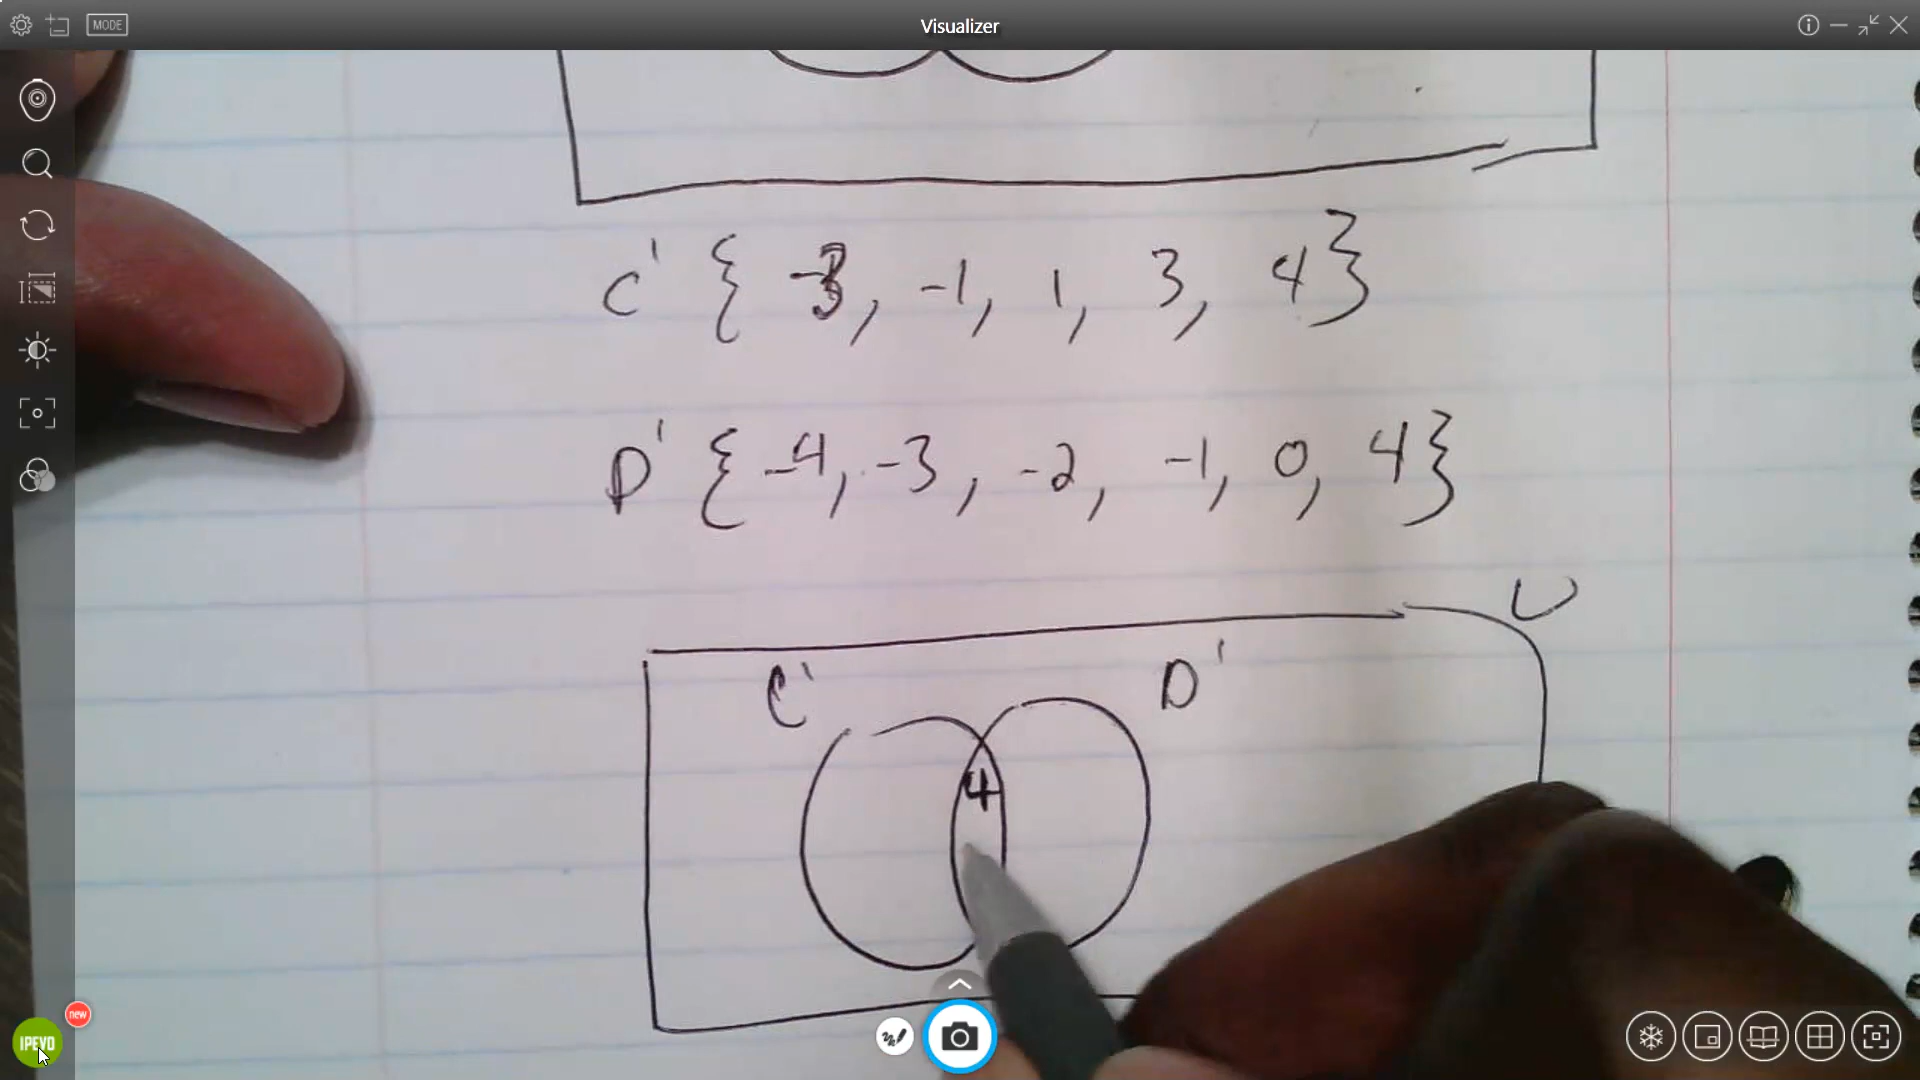 MODE
Visualizer
C' { -3, -1, 1, 3, 4}
D' { -4, -3, -2, -1, 0, 4}
U
C' D'
4
new
IPEVO